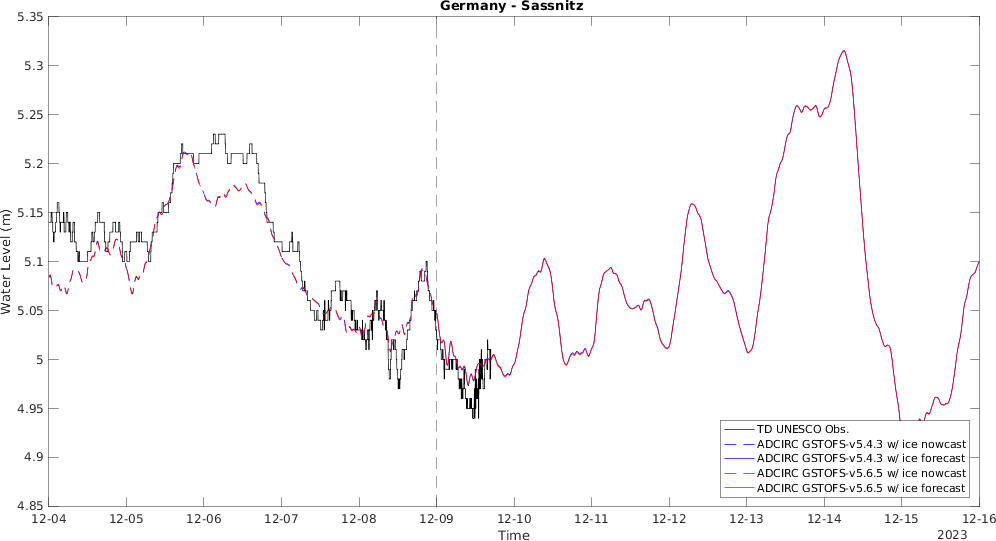 Germany - Sassnitz
5.35
5.3
5.25
5.2
5.15
5.1
5.05
5
4.95
4.9
4.85
Water Level (m)
TD UNESCO Obs.
ADCIRC GSTOFS-v5.4.3 w/ ice nowcast
ADCIRC GSTOFS-v5.4.3 w/ ice forecast
ADCIRC GSTOFS-v5.6.5 w/ ice nowcast
ADCIRC GSTOFS-v5.6.5 w/ ice forecast
12-04 12-05 12-06 12-07 12-08 12-09 12-10 12-11 12-12 12-13 12-14 12-15 12-16
Time
2023